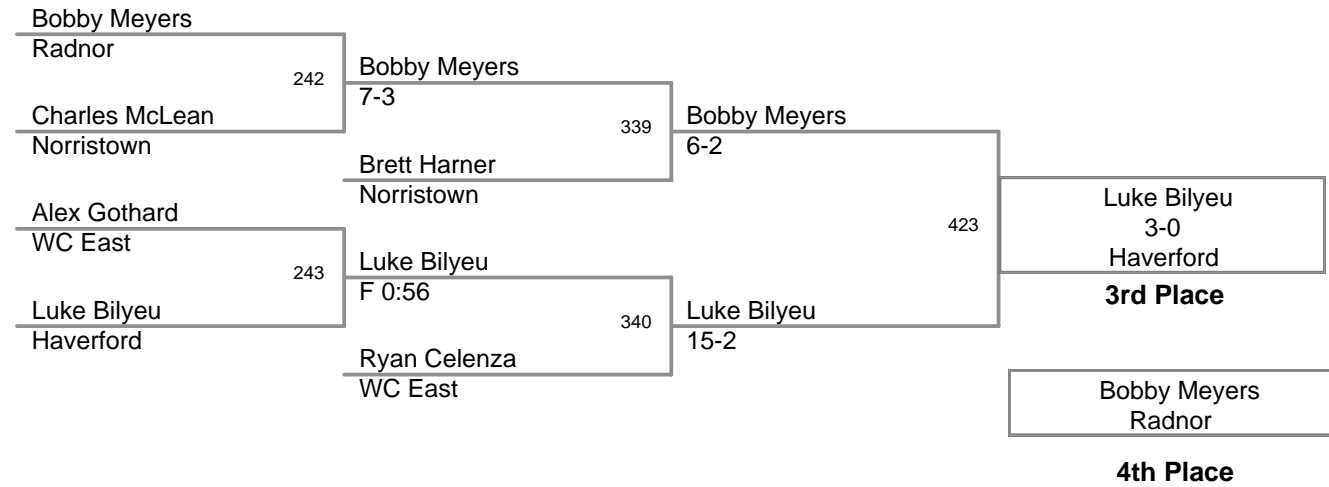 Bobby Meyers
Radnor
242
Charles McLean
Norristown
Alex Gothard
WC East
243
Luke Bilyeu
Haverford
Bobby Meyers
7-3
339
Brett Harner
Norristown
Luke Bilyeu
F 0:56
340
Ryan Celenza
WC East
Bobby Meyers
6-2
423
Luke Bilyeu
15-2
Luke Bilyeu
3-0
Haverford
3rd Place
Bobby Meyers
Radnor
4th Place